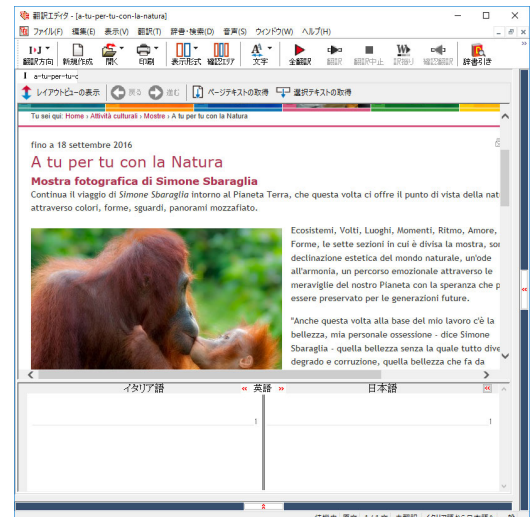 翻訳エディタ - [a-tu-per-tu-con-la-natura]
ファイル(F) 編集(E) 表示(V) 翻訳(T) 辞書・検索(D) 音声(S) ウィンドウ(W) ヘルプ(H)
翻訳方向 新規作成 開く 印刷 表示形式 確認エリア 文字 全翻訳 翻訳 翻訳中止 訳振り 確認翻訳 辞書引き
a-tu-per-tu-c
レイアウトビューの表示 戻る 進む ページテキストの取得 選択テキストの取得
Tu sei qui: Home › Attività culturali › Mostre › A tu per tu con la Natura
fino a 18 settembre 2016
A tu per tu con la Natura
Mostra fotografica di Simone Sbaraglia
Continua il viaggio di Simone Sbaraglia intorno al Pianeta Terra, che questa volta ci offre il punto di vista della nat
attraverso colori, forme, sguardi, panorami mozzafiato.
Ecosistemi, Volti, Luoghi, Momenti, Ritmo, Amore,
Forme, le sette sezioni in cui è divisa la mostra, sor
declinazione estetica del mondo naturale, un'ode
all'armonia, un percorso emozionale attraverso le
meraviglie del nostro Pianeta con la speranza che p
essere preservato per le generazioni future.
"Anche questa volta alla base del mio lavoro c'è la
bellezza, mia personale ossessione - dice Simone
Sbaraglia - quella bellezza senza la quale tutto dive
degrado e corruzione, quella bellezza che fa da
イタリア語 « 英語 » 日本語 «
1 1